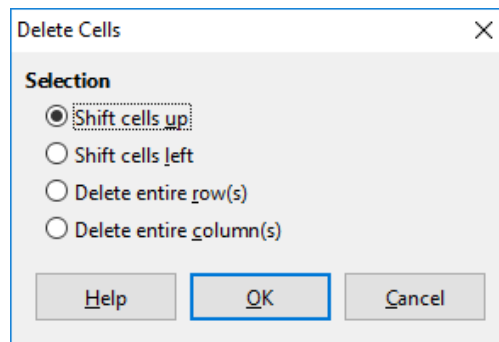 Delete Cells
Selection
Shift cells up
Shift cells left
Delete entire row(s)
Delete entire column(s)
Help OK Cancel